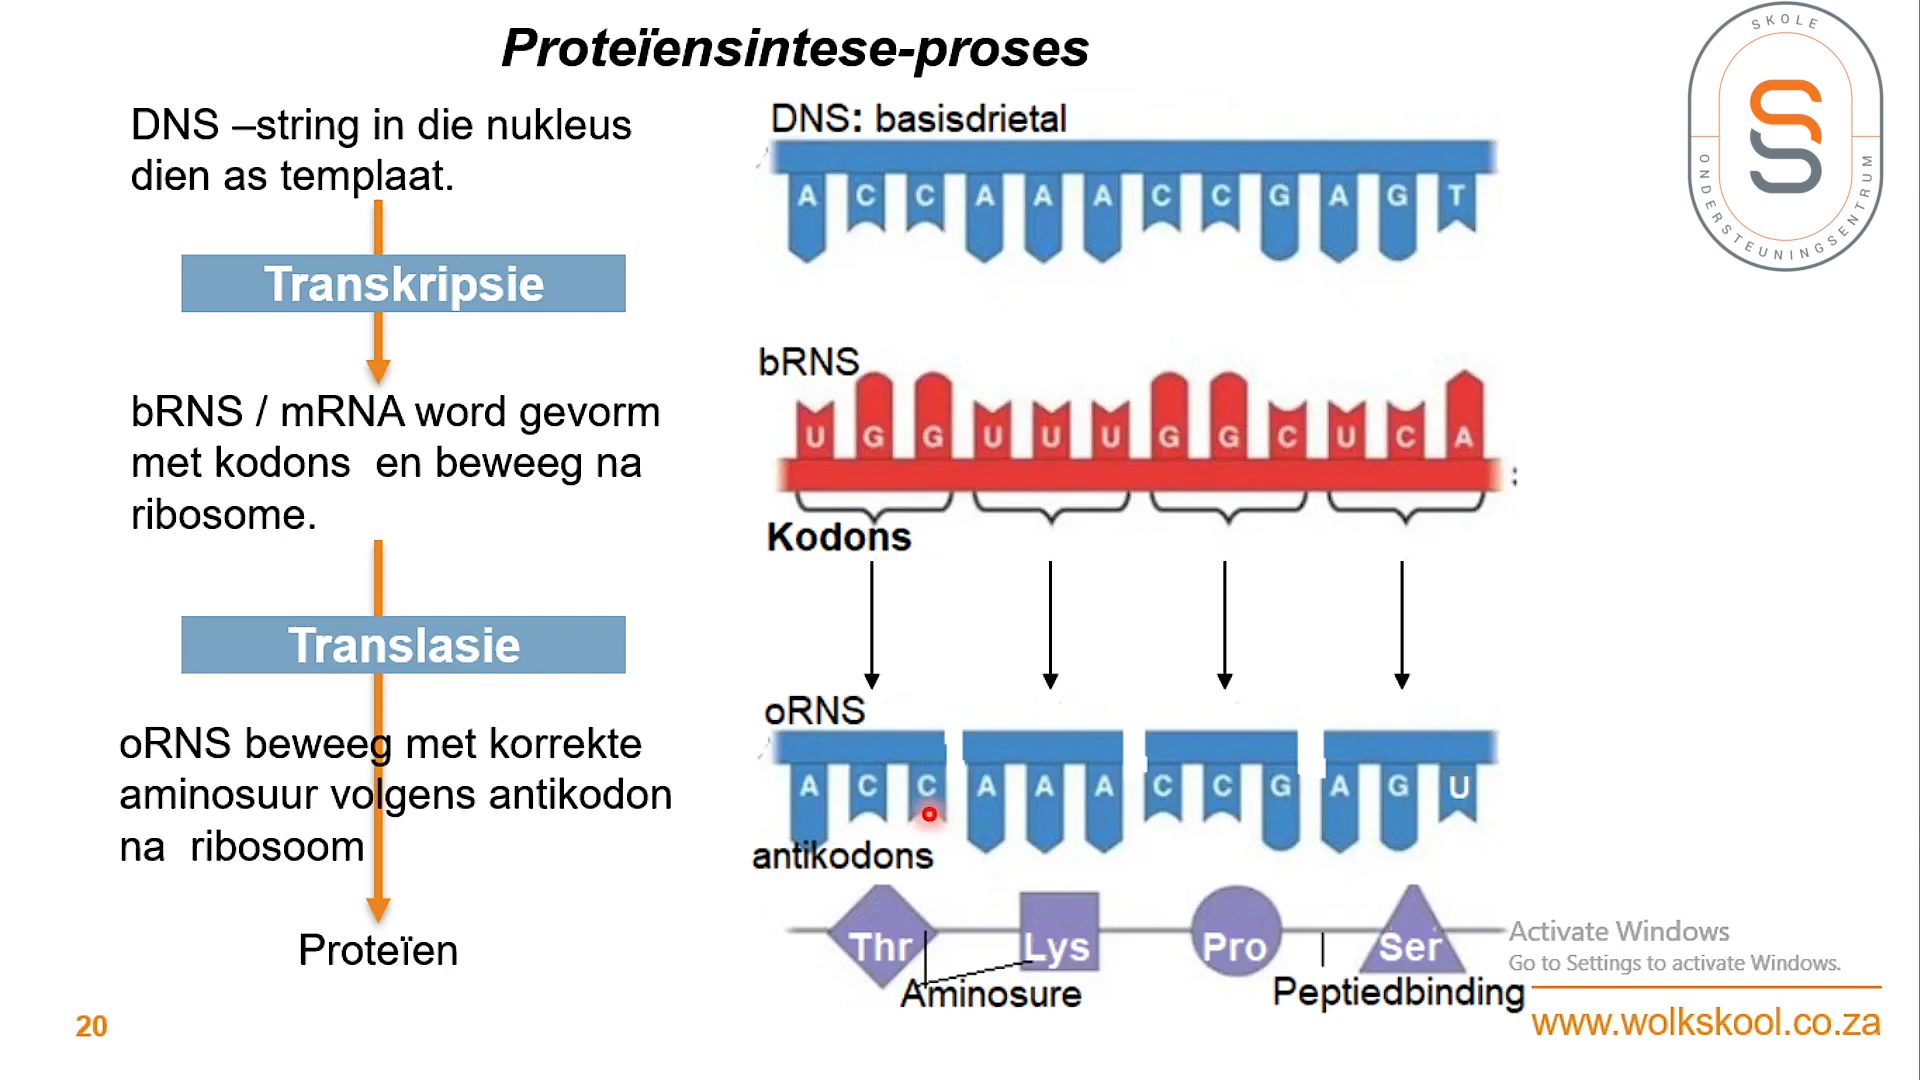 Proteïensintese-proses
DNS –string in die nukleus
dien as templaat.
Transkripsie
bRNS / mRNA word gevorm
met kodons en beweeg na
ribosome.
Translasie
oRNS beweeg met korrekte
aminosuur volgens antikodon
na ribosoom
Proteïen
20
DNS: basisdrietal
A C C A A A C C G A G T
bRNS
U G G U U U G G C U C A
:
Kodons
oRNS
A C C A A A C C G A G U
antikodons
Thr Lys Pro Ser
Aminosure
Peptiedbinding
SKOLE
ONDERSTEUNINGSENTRUM
Activate Windows
Go to Settings to activate Windows.
www.wolkskool.co.za